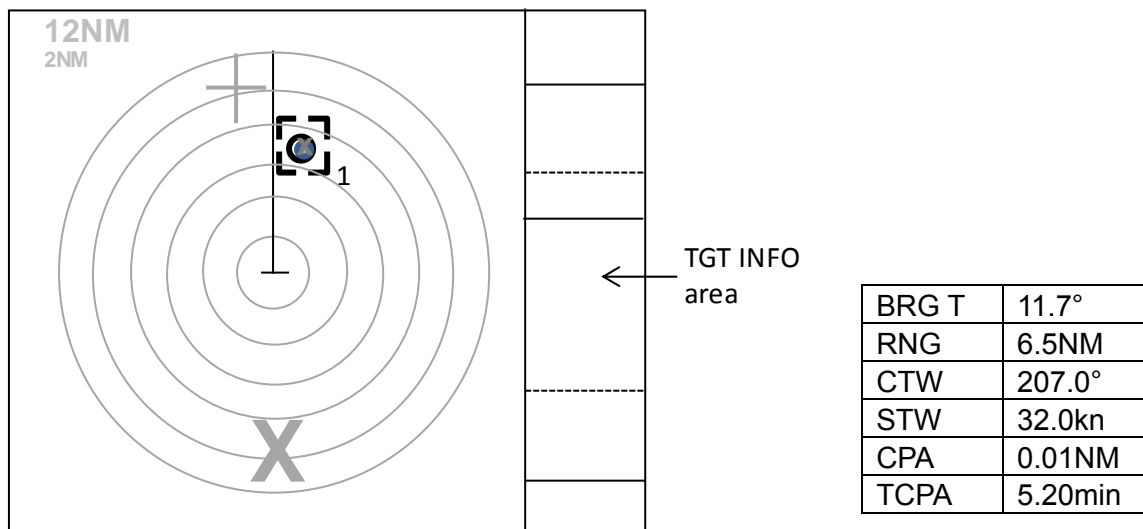 12NM
2NM
X
1
X
TGT INFO
area
BRG T 11.7°
RNG 6.5NM
CTW 207.0°
STW 32.0kn
CPA 0.01NM
TCPA 5.20min